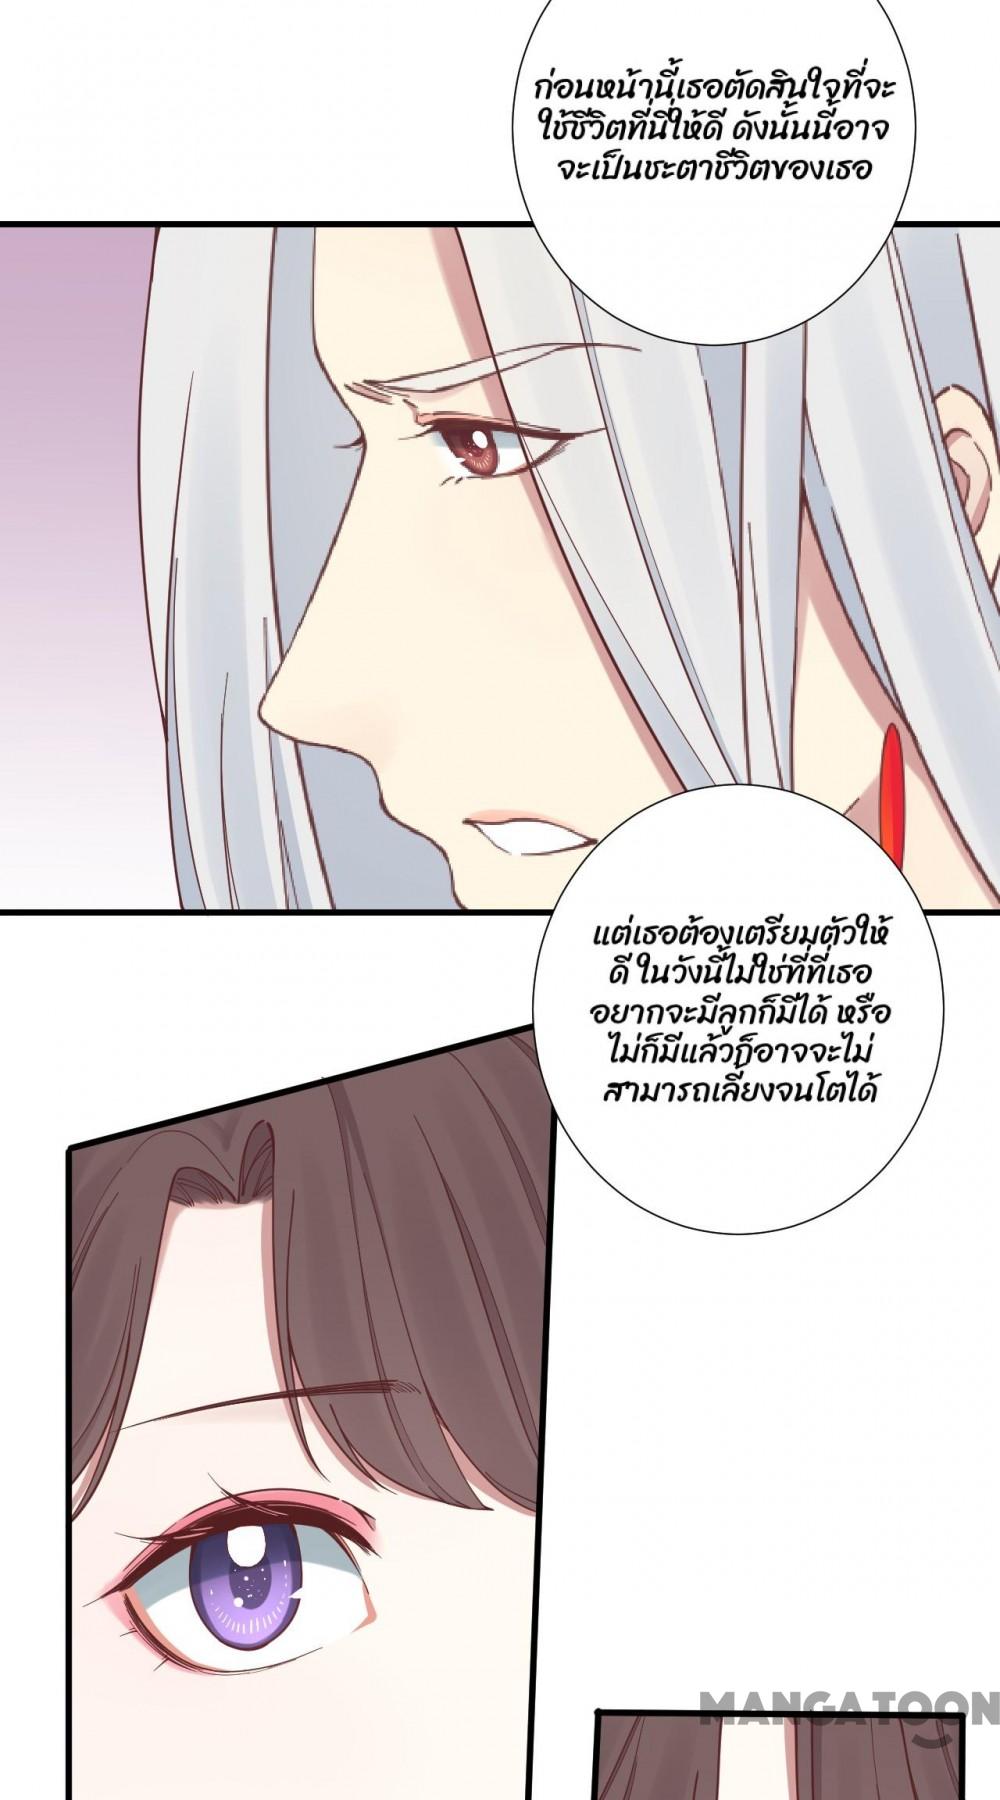 ก่อนหน้านี้เธอตัดสินใจที่จะ
ใช้ชีวิตที่นี่ให้ดี ดังนั้นนี้อาจ
จะเป็นชะตาชีวิตของเธอ
แต่เธอต้องเตรียมตัวให้
ดี ในวังนี้ไม่ใช่ที่ที่เธอ
อยากจะมีลูกก็มีได้ หรือ
ไม่ก็มีแล้วก็อาจจะไม่
สามารถเลี้ยงจนโตได้
MANGATOON